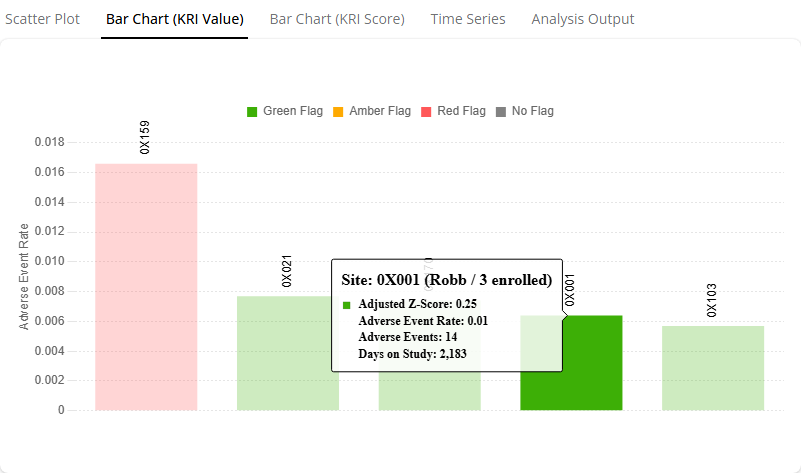 Scatter Plot Bar Chart (KRI Value) Bar Chart (KRI Score) Time Series Analysis Output
Green Flag Amber Flag Red Flag No Flag
Adverse Event Rate
0.018
0.016
0.014
0.012
0.010
0.008
0.006
0.004
0.002
0
0X159
0X021
0X001
0X103
Site: 0X001 (Robb / 3 enrolled)
Adjusted Z-Score: 0.25
Adverse Event Rate: 0.01
Adverse Events: 14
Days on Study: 2,183